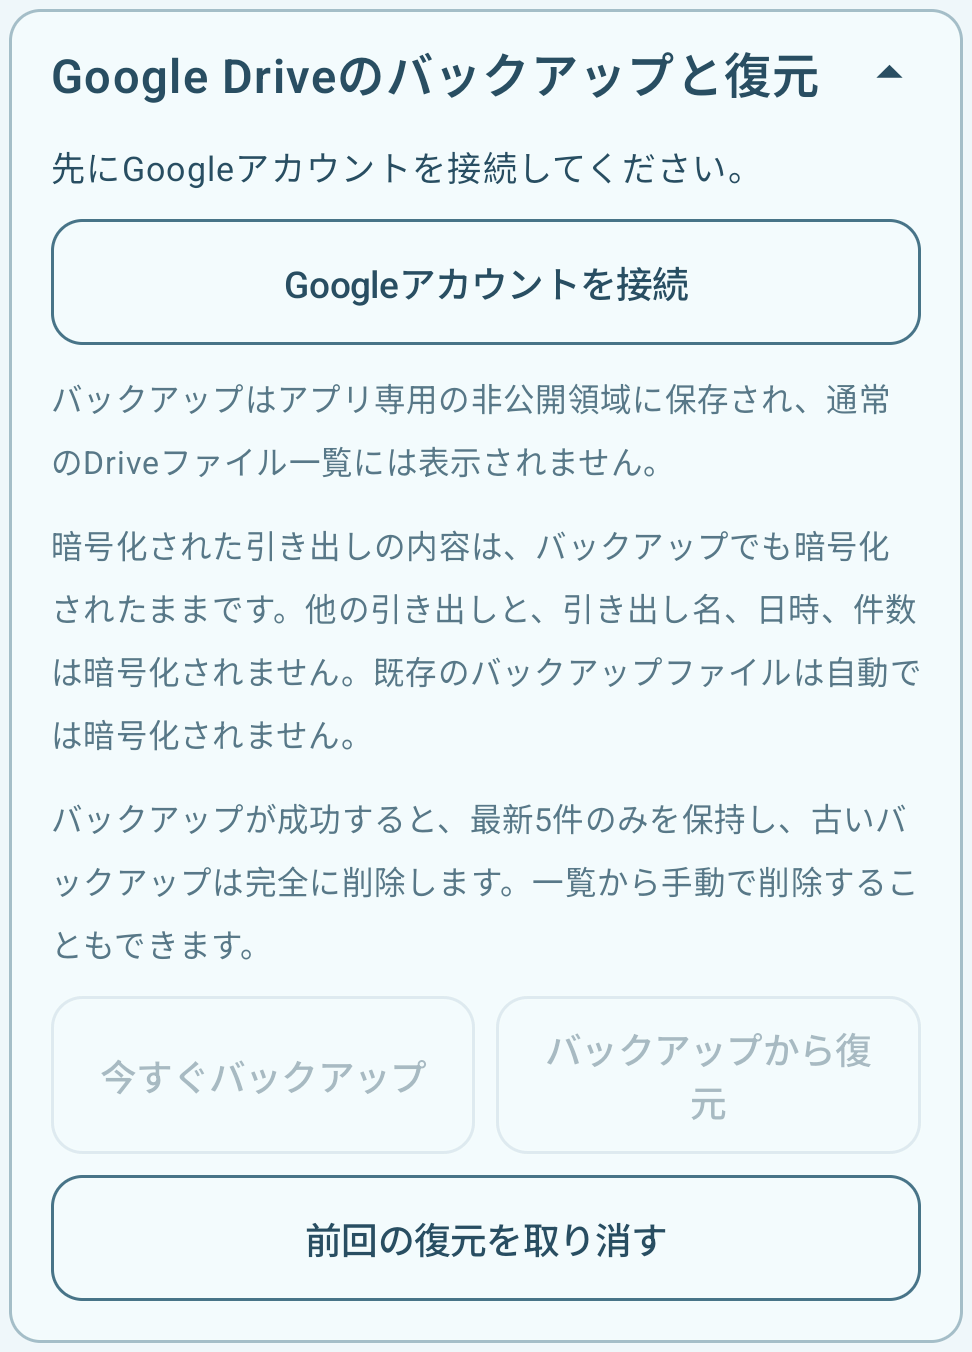 Google Driveのバックアップと復元
先にGoogleアカウントを接続してください。
Googleアカウントを接続
バックアップはアプリ専用の非公開領域に保存され、通常
のDriveファイル一覧には表示されません。
暗号化された引き出しの内容は、バックアップでも暗号化
されたままです。他の引き出しと、引き出し名、日時、件数
は暗号化されません。既存のバックアップファイルは自動で
は暗号化されません。
バックアップが成功すると、最新5件のみを保持し、古いバ
ックアップは完全に削除します。一覧から手動で削除するこ
ともできます。
今すぐバックアップ
バックアップから復
元
前回の復元を取り消す